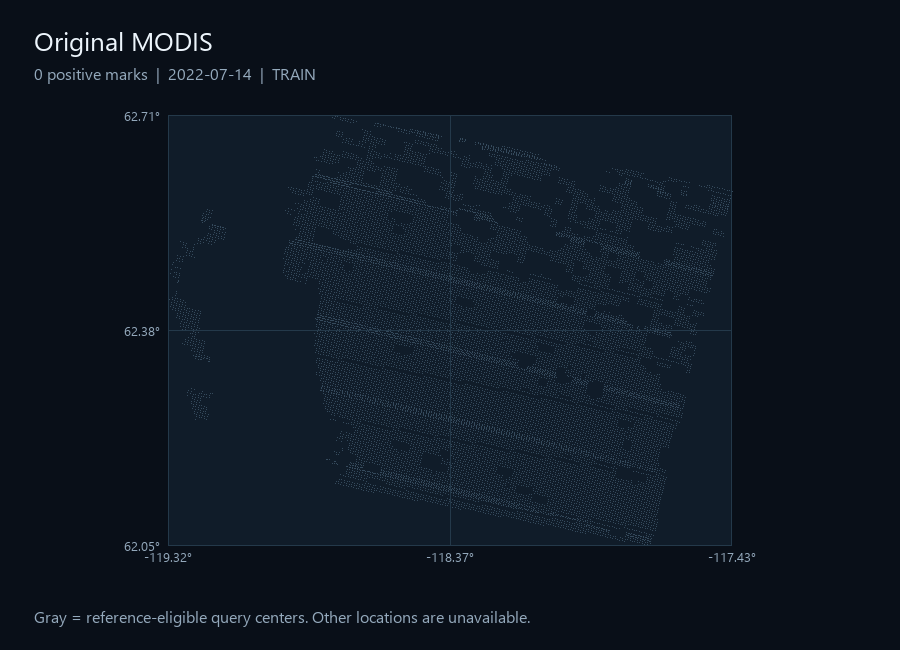 Original MODIS
0 positive marks | 2022-07-14 | TRAIN
62.71°
62.38°
62.05°
-119.32°
-118.37°
-117.43°
Gray = reference-eligible query centers. Other locations are unavailable.